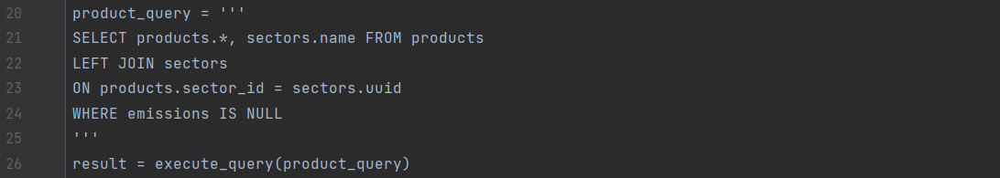 20 product_query = '''
21 SELECT products.*, sectors.name FROM products
22 LEFT JOIN sectors
23 ON products.sector_id = sectors.uuid
24 WHERE emissions IS NULL
25 '''
26 result = execute_query(product_query)